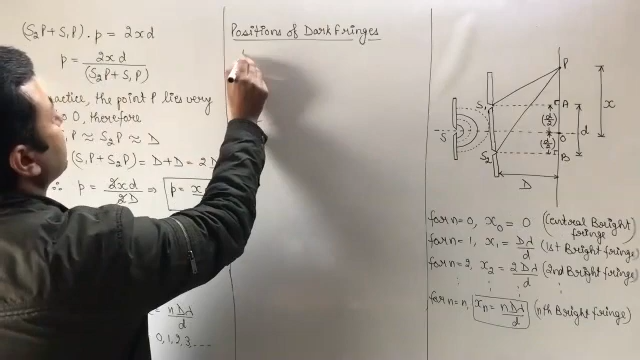 (S₂P + S₁P) · p = 2xd
p = 2xd / (S₂P + S₁P)
the point P lies very
O, therefore
P ≈ S₂P ≈ D
(S₁P + S₂P) = D + D = 2D
∴ p = 2xd / 2D ⇒ p = x
= nDλ / d
0, 1, 2, 3, ....
Positions of Dark Fringes
P
S₁
A
(d/2)
x
S
O
d
(d/2)
S₂
B
D
for n = 0, x₀ = 0 (Central Bright fringe)
for n = 1, x₁ = Dλ / d (1st Bright fringe)
for n = 2, x₂ = 2Dλ / d (2nd Bright fringe)
for n = n, xₙ = nDλ / d (nth Bright fringe)